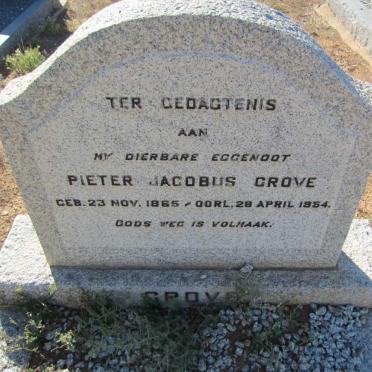 TER GEDAGTENIS
AAN
MY DIERBARE EGGENOOT
PIETER JACOBUS GROVE
GEB. 23 NOV. 1865 - OORL. 28 APRIL 1954.
GODS WEG IS VOLMAAK.
GROVE